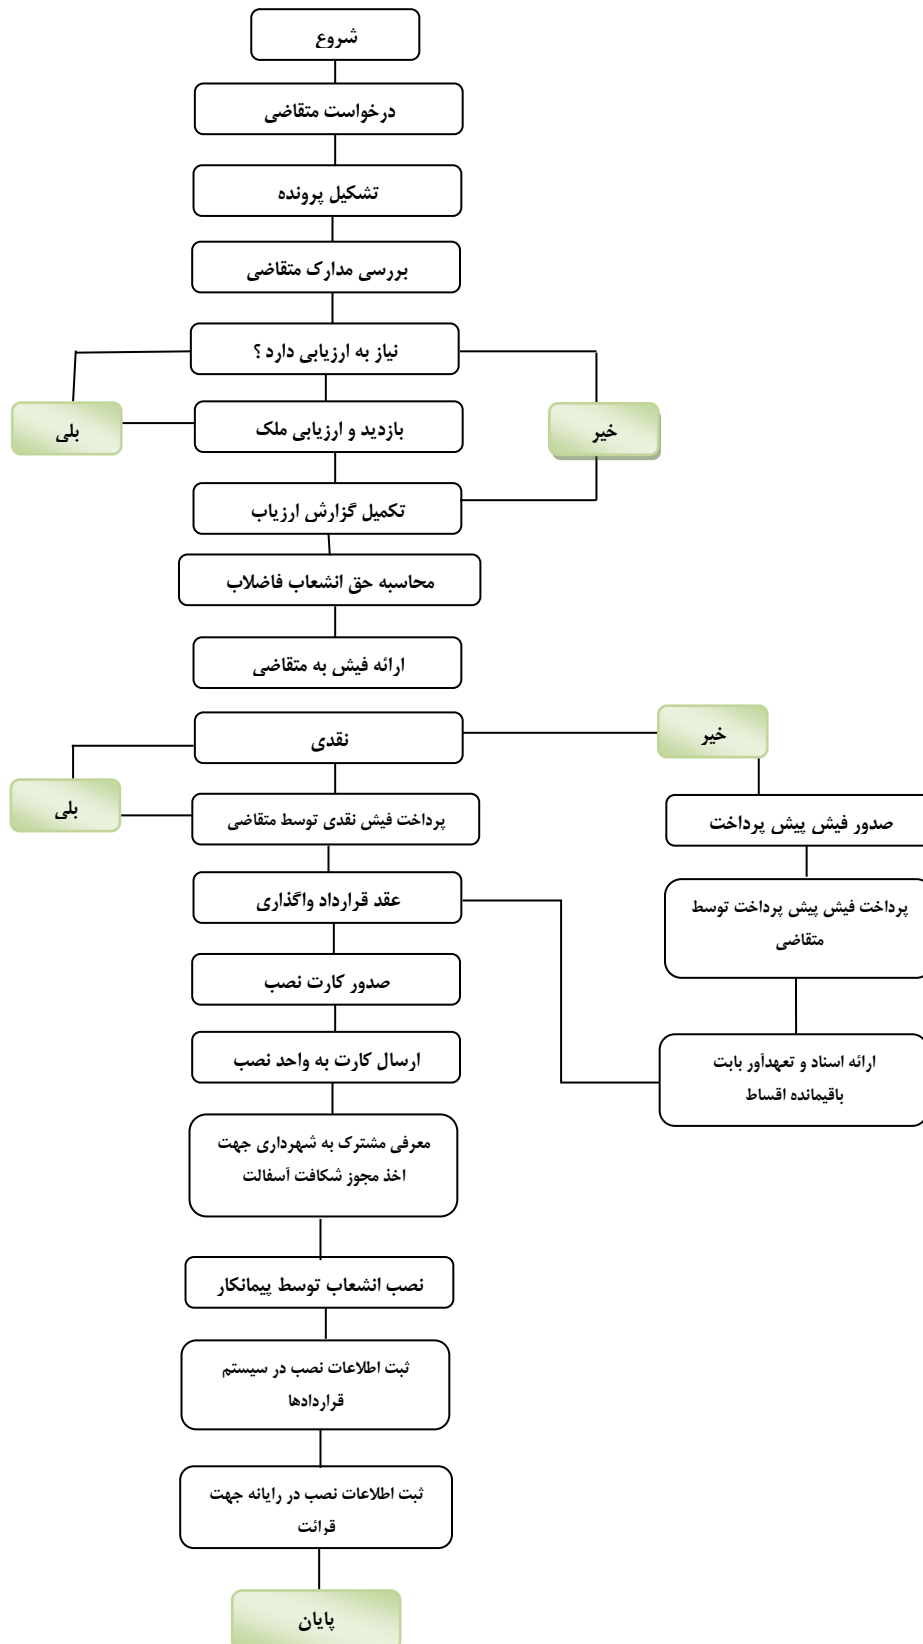 شروع
درخواست متقاضی
تشکیل پرونده
بررسی مدارک متقاضی
نیاز به ارزیابی دارد ؟
خیر
بازدید و ارزیابی ملک
بلی
تکمیل گزارش ارزیاب
محاسبه حق انشعاب فاضلاب
ارائه فیش به متقاضی
خیر
نقدی
بلی
صدور فیش پیش پرداخت
پرداخت فیش نقدی توسط متقاضی
پرداخت فیش پیش پرداخت توسط
متقاضی
عقد قرارداد واگذاری
صدور کارت نصب
ارائه اسناد و تعهدآور بابت
باقیمانده اقساط
ارسال کارت به واحد نصب
معرفی مشترک به شهرداری جهت
اخذ مجوز شکافت آسفالت
نصب انشعاب توسط پیمانکار
ثبت اطلاعات نصب در سیستم
قراردادها
ثبت اطلاعات نصب در رایانه جهت
قرائت
پایان